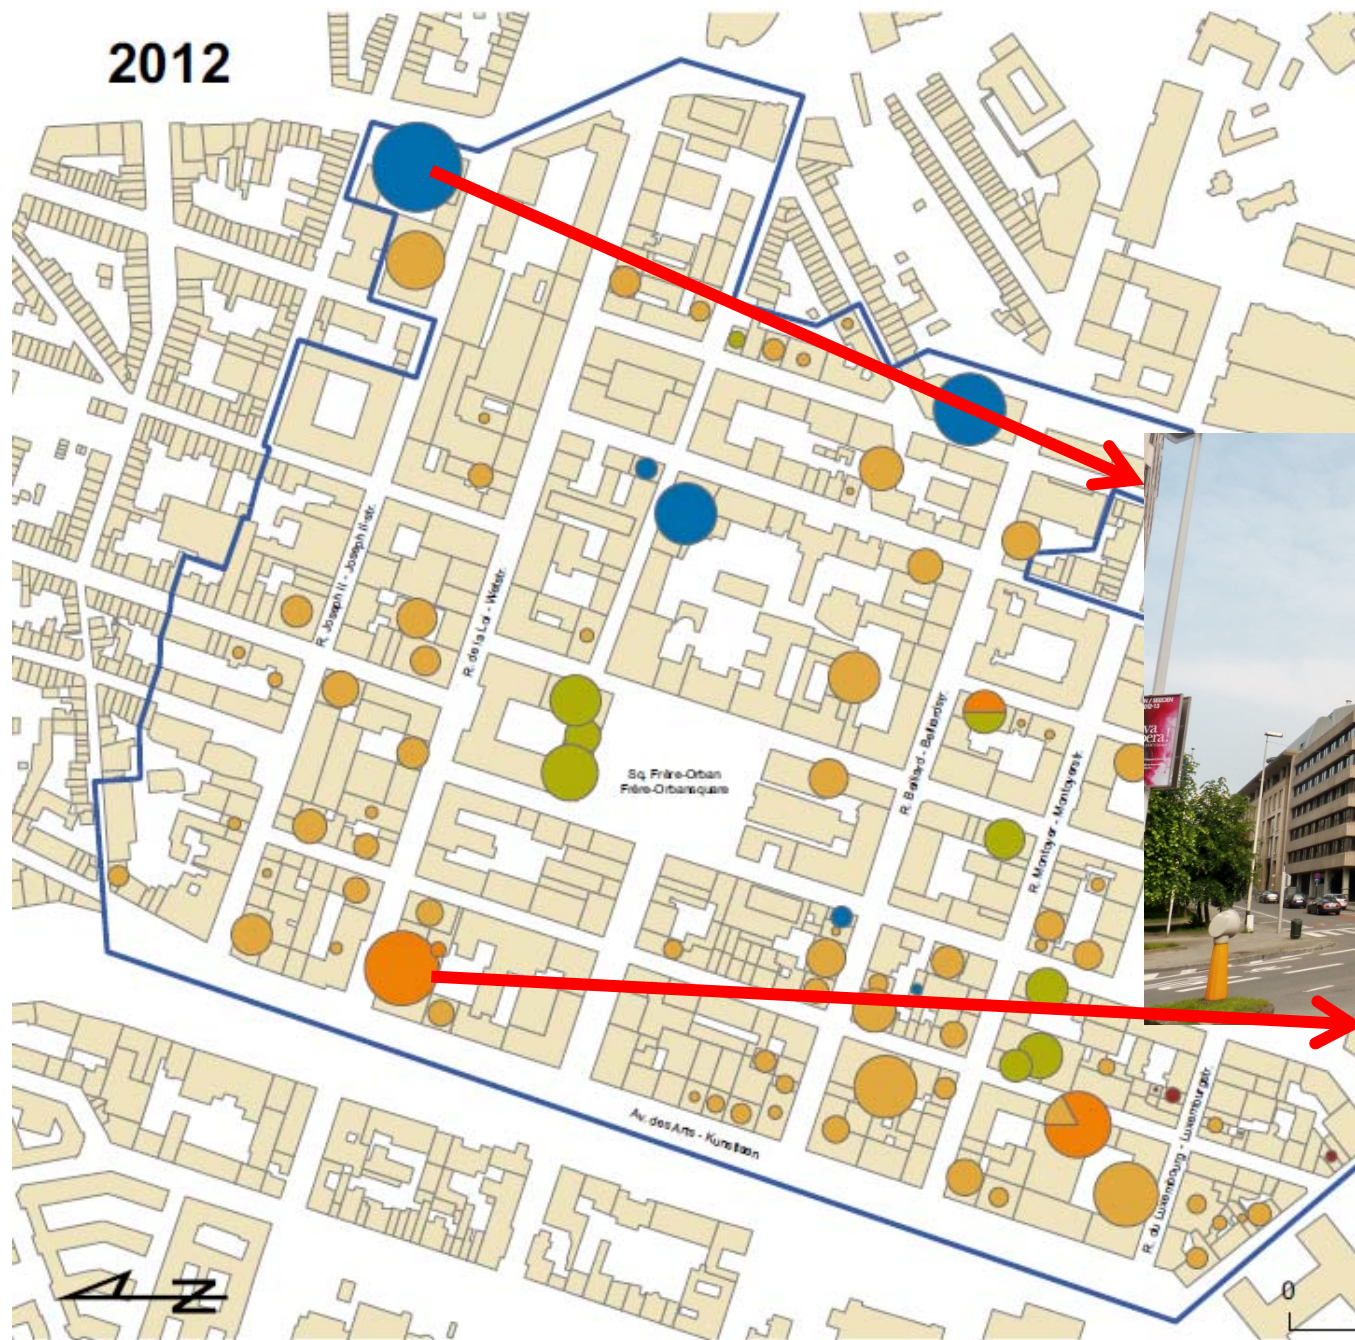 2012
R. Joseph II - Joseph II-str.
R. de la Loi - Wetstr.
Sq. Frère-Orban
Frère-Orbansquare
R. Belliard - Belliardstr.
R. Montoyer - Montoyerstr.
Av. des Arts - Kunstlaan
R. du Luxembourg - Luxemburgstr.
N
0